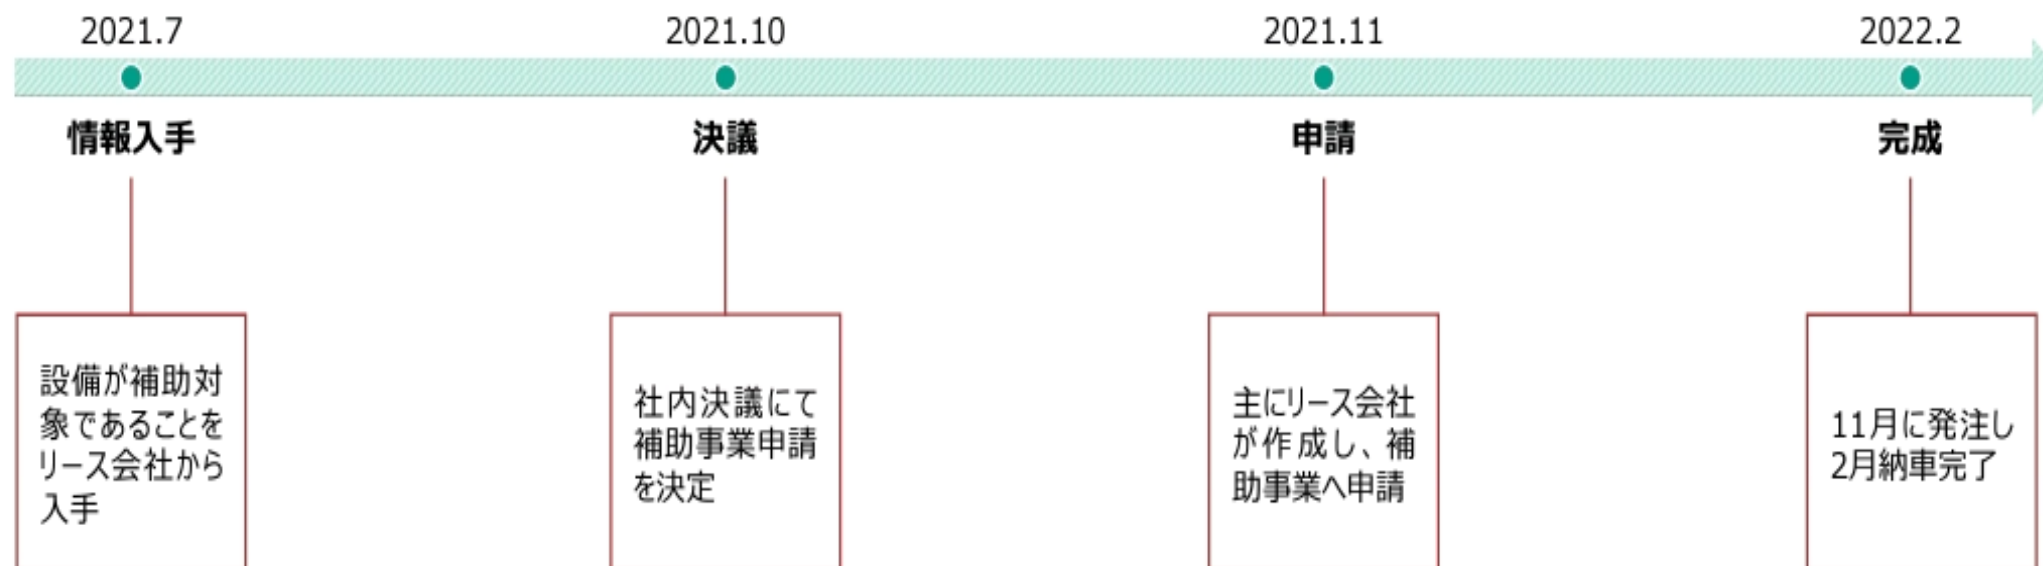 2021.7
2021.10
2021.11
2022.2
情報入手
決議
申請
完成
設備が補助対
象であることを
リース会社から
入手
社内決議にて
補助事業申請
を決定
主にリース会社
が作成し、補
助事業へ申請
11月に発注し
2月納車完了